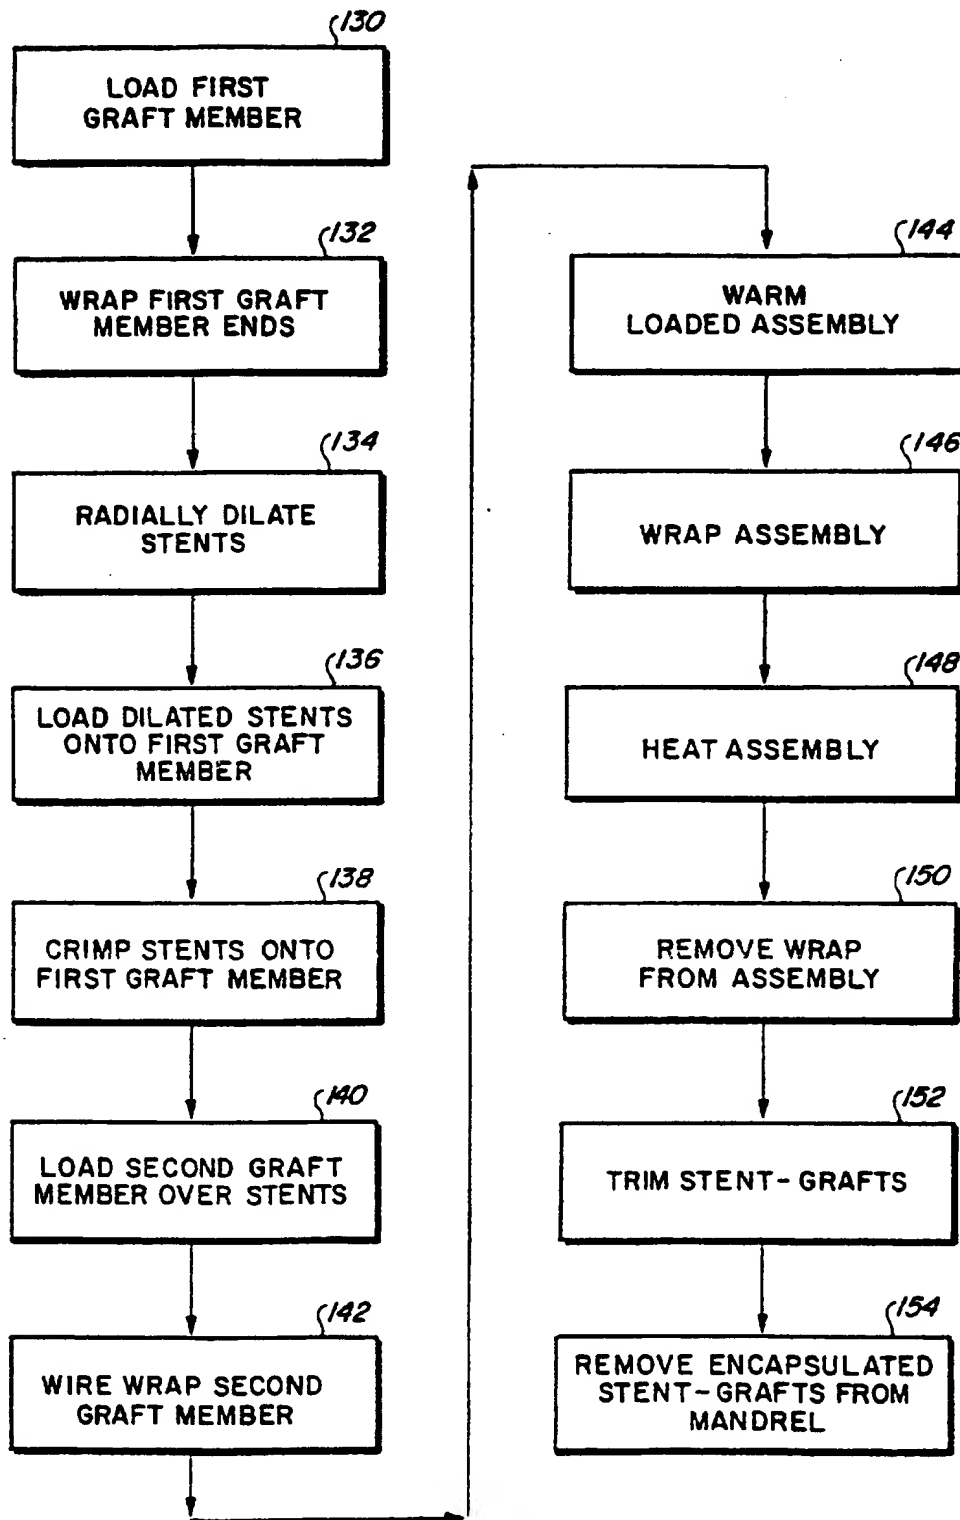 130
LOAD FIRST
GRAFT MEMBER
132
WRAP FIRST GRAFT
MEMBER ENDS
134
RADIALLY DILATE
STENTS
136
LOAD DILATED STENTS
ONTO FIRST GRAFT
MEMBER
138
CRIMP STENTS ONTO
FIRST GRAFT MEMBER
140
LOAD SECOND GRAFT
MEMBER OVER STENTS
142
WIRE WRAP SECOND
GRAFT MEMBER
144
WARM
LOADED ASSEMBLY
146
WRAP ASSEMBLY
148
HEAT ASSEMBLY
150
REMOVE WRAP
FROM ASSEMBLY
152
TRIM STENT-GRAFTS
154
REMOVE ENCAPSULATED
STENT-GRAFTS FROM
MANDREL